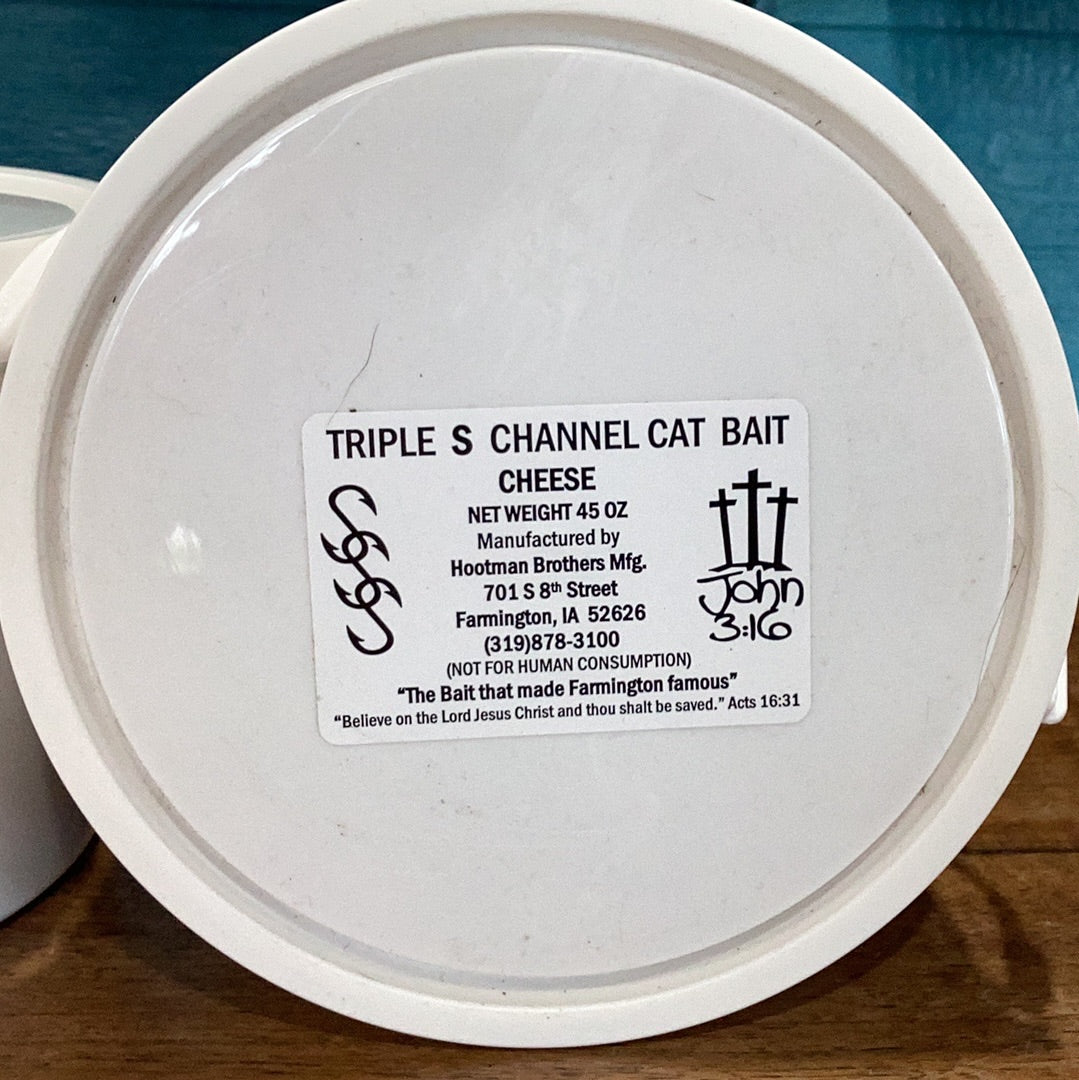 TRIPLE S CHANNEL CAT BAIT
CHEESE
NET WEIGHT 45 OZ
Manufactured by
Hootman Brothers Mfg.
701 S 8th Street
Farmington, IA 52626
(319)878-3100
(NOT FOR HUMAN CONSUMPTION)
“The Bait that made Farmington famous”
“Believe on the Lord Jesus Christ and thou shalt be saved.” Acts 16:31
John
3:16